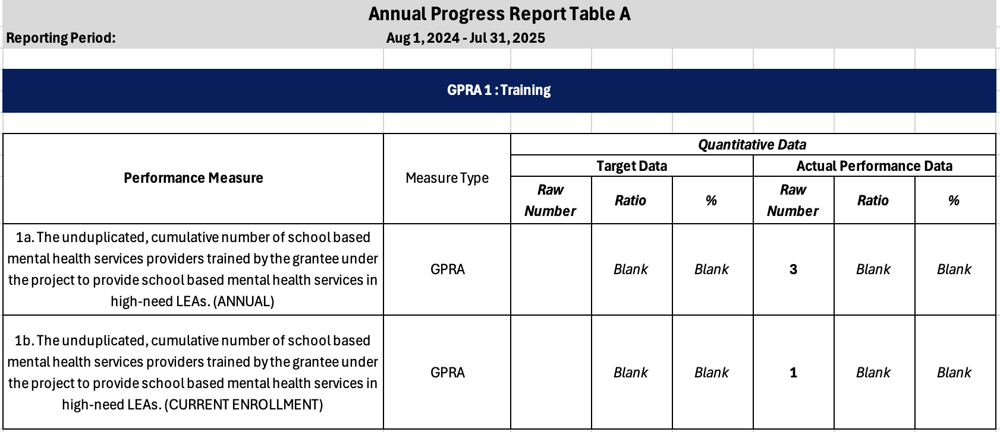 Annual Progress Report Table A
Reporting Period: Aug 1, 2024 - Jul 31, 2025
GPRA 1 : Training
Performance Measure
Measure Type
Quantitative Data
Target Data
Actual Performance Data
Raw
Number
Ratio
%
Raw
Number
Ratio
%
1a. The unduplicated, cumulative number of school based
mental health services providers trained by the grantee under
the project to provide school based mental health services in
high-need LEAs. (ANNUAL)
GPRA
Blank
Blank
3
Blank
Blank
1b. The unduplicated, cumulative number of school based
mental health services providers trained by the grantee under
the project to provide school based mental health services in
high-need LEAs. (CURRENT ENROLLMENT)
GPRA
Blank
Blank
1
Blank
Blank